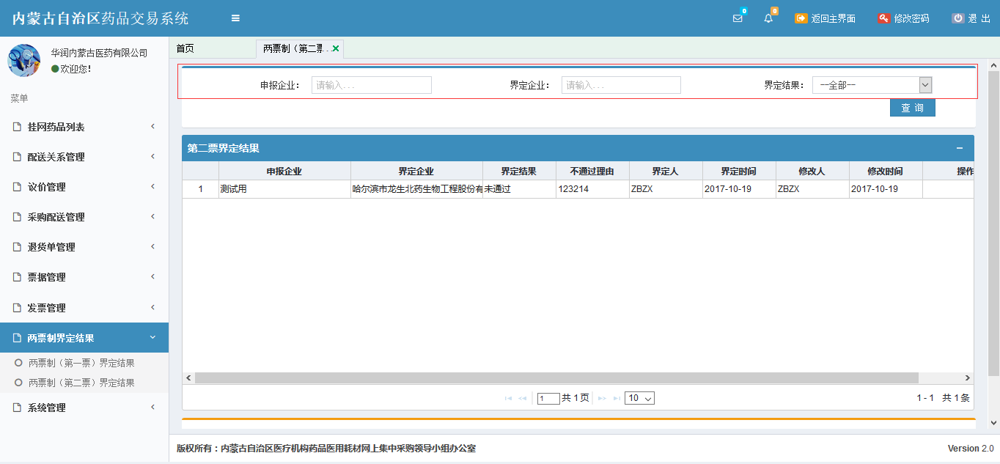 内蒙古自治区药品交易系统
0 0 返回主界面 修改密码 退 出
华润内蒙古医药有限公司
欢迎您!
菜单
挂网药品列表
配送关系管理
议价管理
采购配送管理
退货单管理
票据管理
发票管理
两票制界定结果
两票制（第一票）界定结果
两票制（第二票）界定结果
系统管理
首页 两票制（第二票...
申报企业： 请输入... 界定企业： 请输入... 界定结果： --全部--
查 询
第二票界定结果
申报企业 界定企业 界定结果 不通过理由 界定人 界定时间 修改人 修改时间 操作
1 测试用 哈尔滨市龙生北药生物工程股份有 未通过 123214 ZBZX 2017-10-19 ZBZX 2017-10-19
1 共 1 页 10 1 - 1 共 1 条
版权所有：内蒙古自治区医疗机构药品医用耗材网上集中采购领导小组办公室 Version 2.0